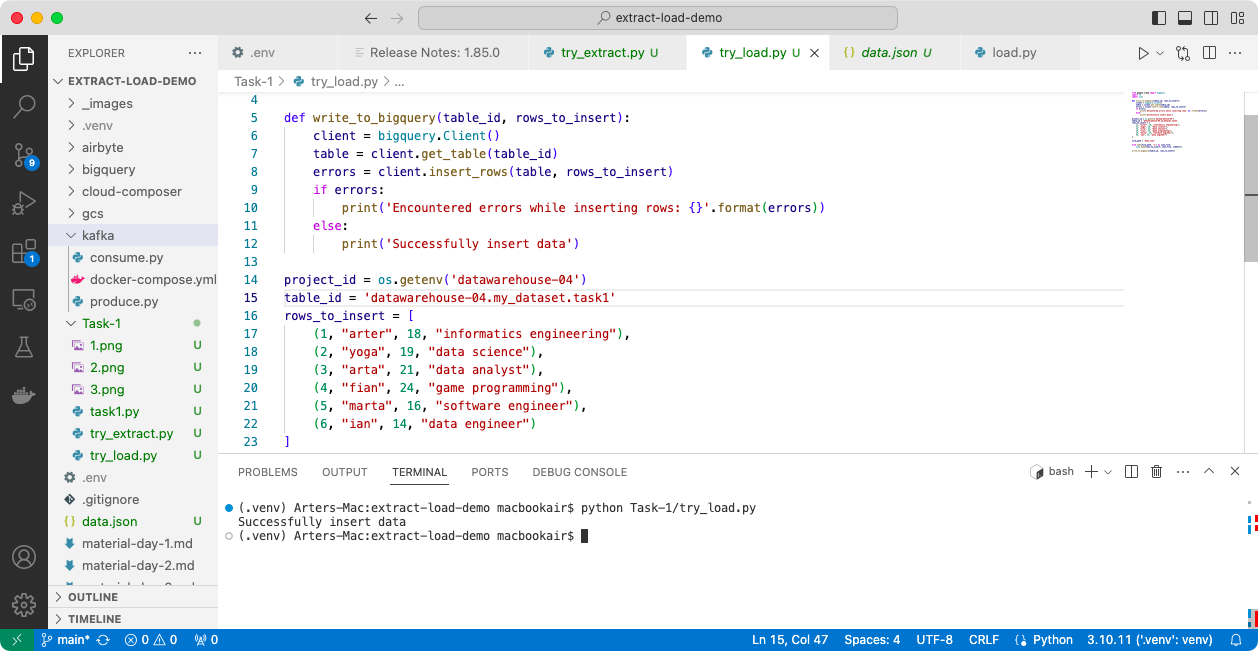 extract-load-demo
EXPLORER
.env
Release Notes: 1.85.0
try_extract.py U
try_load.py U
data.json U
load.py
EXTRACT-LOAD-DEMO
_images
.venv
airbyte
bigquery
cloud-composer
gcs
kafka
consume.py
docker-compose.yml
produce.py
Task-1
1.png U
2.png U
3.png U
task1.py U
try_extract.py U
try_load.py U
.env
.gitignore
data.json U
material-day-1.md
material-day-2.md
OUTLINE
TIMELINE
9
1
Task-1 > try_load.py > ...
4
5 def write_to_bigquery(table_id, rows_to_insert):
6 client = bigquery.Client()
7 table = client.get_table(table_id)
8 errors = client.insert_rows(table, rows_to_insert)
9 if errors:
10 print('Encountered errors while inserting rows: {}'.format(errors))
11 else:
12 print('Successfully insert data')
13
14 project_id = os.getenv('datawarehouse-04')
15 table_id = 'datawarehouse-04.my_dataset.task1'
16 rows_to_insert = [
17 (1, "arter", 18, "informatics engineering"),
18 (2, "yoga", 19, "data science"),
19 (3, "arta", 21, "data analyst"),
20 (4, "fian", 24, "game programming"),
21 (5, "marta", 16, "software engineer"),
22 (6, "ian", 14, "data engineer")
23 ]
PROBLEMS OUTPUT TERMINAL PORTS DEBUG CONSOLE
bash
(.venv) Arters-Mac:extract-load-demo macbookair$ python Task-1/try_load.py
Successfully insert data
(.venv) Arters-Mac:extract-load-demo macbookair$
main* 0 0 0
Ln 15, Col 47 Spaces: 4 UTF-8 CRLF Python 3.10.11 ('.venv': venv)